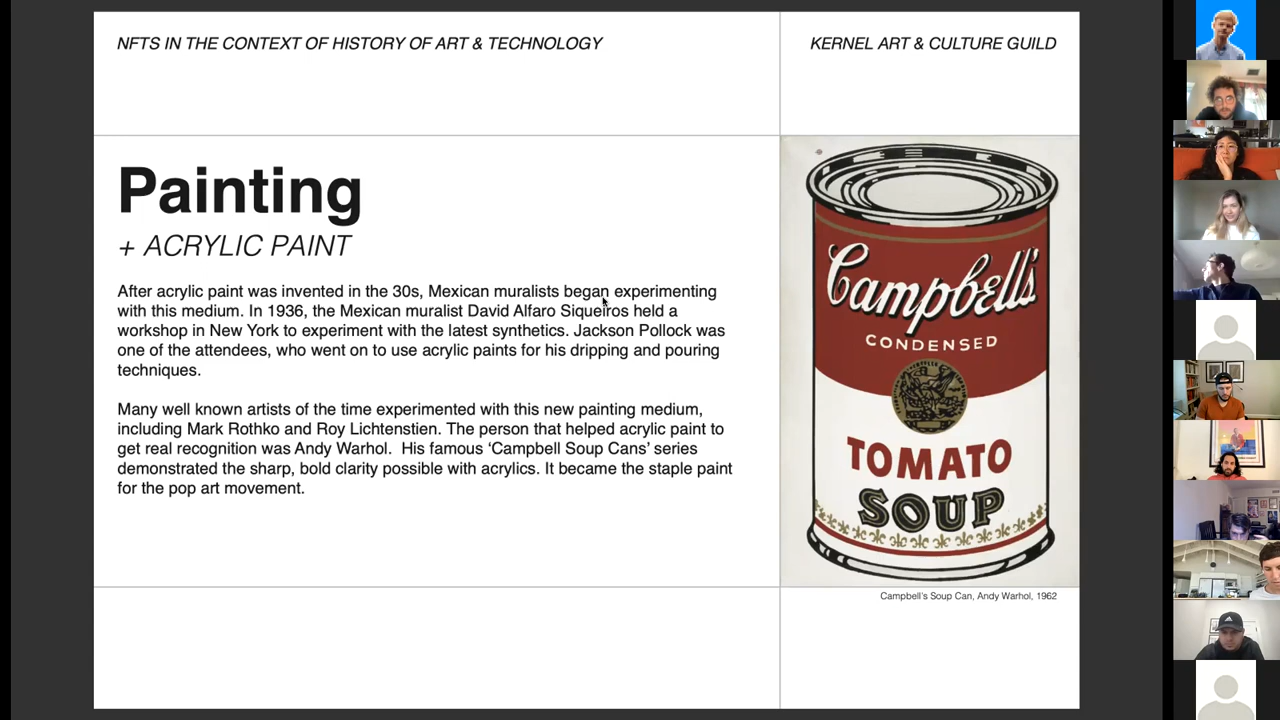 NFTS IN THE CONTEXT OF HISTORY OF ART & TECHNOLOGY
KERNEL ART & CULTURE GUILD
Painting
+ ACRYLIC PAINT
After acrylic paint was invented in the 30s, Mexican muralists began experimenting
with this medium. In 1936, the Mexican muralist David Alfaro Siqueiros held a
workshop in New York to experiment with the latest synthetics. Jackson Pollock was
one of the attendees, who went on to use acrylic paints for his dripping and pouring
techniques.
Many well known artists of the time experimented with this new painting medium,
including Mark Rothko and Roy Lichtenstien. The person that helped acrylic paint to
get real recognition was Andy Warhol.  His famous ‘Campbell Soup Cans’ series
demonstrated the sharp, bold clarity possible with acrylics. It became the staple paint
for the pop art movement.
Campbell's
CONDENSED
TOMATO
SOUP
Campbell's Soup Can, Andy Warhol, 1962